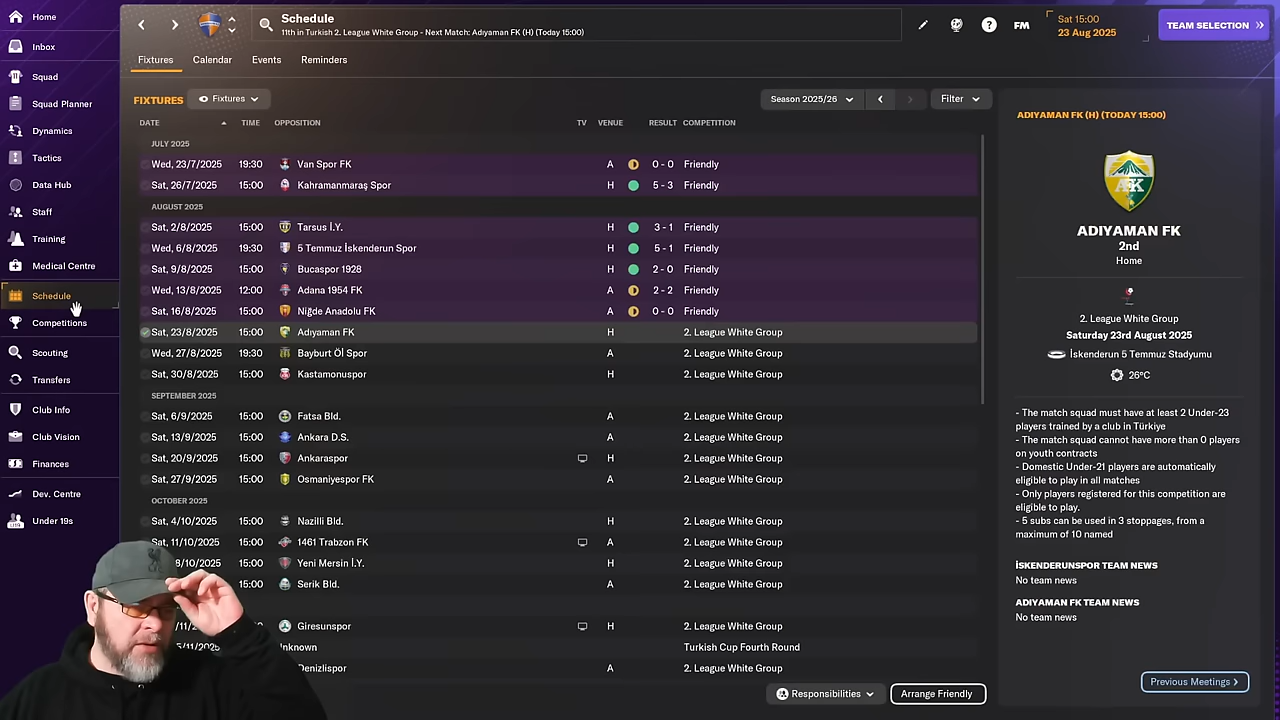 Home
Schedule
11th in Turkish 2. League White Group - Next Match: Adıyaman FK (H) (Today 15:00)
FM
Sat 15:00
23 Aug 2025
TEAM SELECTION
Inbox
Squad
Squad Planner
Dynamics
Tactics
Data Hub
Staff
Training
Medical Centre
Schedule
Competitions
Scouting
Transfers
Club Info
Club Vision
Finances
Dev. Centre
Under 19s
Fixtures Calendar Events Reminders
FIXTURES Fixtures Season 2025/26 Filter
DATE TIME OPPOSITION TV VENUE RESULT COMPETITION
JULY 2025
Wed, 23/7/2025 19:30 Van Spor FK A 0 - 0 Friendly
Sat, 26/7/2025 15:00 Kahramanmaraş Spor H 5 - 3 Friendly
AUGUST 2025
Sat, 2/8/2025 15:00 Tarsus İ.Y. H 3 - 1 Friendly
Wed, 6/8/2025 19:30 5 Temmuz İskenderun Spor H 5 - 1 Friendly
Sat, 9/8/2025 15:00 Bucaspor 1928 H 2 - 0 Friendly
Wed, 13/8/2025 12:00 Adana 1954 FK A 2 - 2 Friendly
Sat, 16/8/2025 15:00 Niğde Anadolu FK A 0 - 0 Friendly
Sat, 23/8/2025 15:00 Adıyaman FK H 2. League White Group
Wed, 27/8/2025 19:30 Bayburt Öİ Spor A 2. League White Group
Sat, 30/8/2025 15:00 Kastamonuspor H 2. League White Group
SEPTEMBER 2025
Sat, 6/9/2025 15:00 Fatsa Bld. A 2. League White Group
Sat, 13/9/2025 15:00 Ankara D.S. A 2. League White Group
Sat, 20/9/2025 15:00 Ankaraspor H 2. League White Group
Sat, 27/9/2025 15:00 Osmaniyespor FK A 2. League White Group
OCTOBER 2025
Sat, 4/10/2025 15:00 Nazilli Bld. H 2. League White Group
Sat, 11/10/2025 15:00 1461 Trabzon FK A 2. League White Group
8/10/2025 15:00 Yeni Mersin İ.Y. H 2. League White Group
15:00 Serik Bld. A 2. League White Group
Giresunspor H 2. League White Group
Turkish Cup Fourth Round
Denizlispor A 2. League White Group
Responsibilities Arrange Friendly
ADIYAMAN FK (H) (TODAY 15:00)
AK
ADIYAMAN FK
2nd
Home
2. League White Group
Saturday 23rd August 2025
İskenderun 5 Temmuz Stadyumu
26°C
- The match squad must have at least 2 Under-23
players trained by a club in Türkiye
- The match squad cannot have more than 0 players
on youth contracts
- Domestic Under-21 players are automatically
eligible to play in all matches
- Only players registered for this competition are
eligible to play.
- 5 subs can be used in 3 stoppages, from a
maximum of 10 named
İSKENDERUNSPOR TEAM NEWS
No team news
ADIYAMAN FK TEAM NEWS
No team news
Previous Meetings